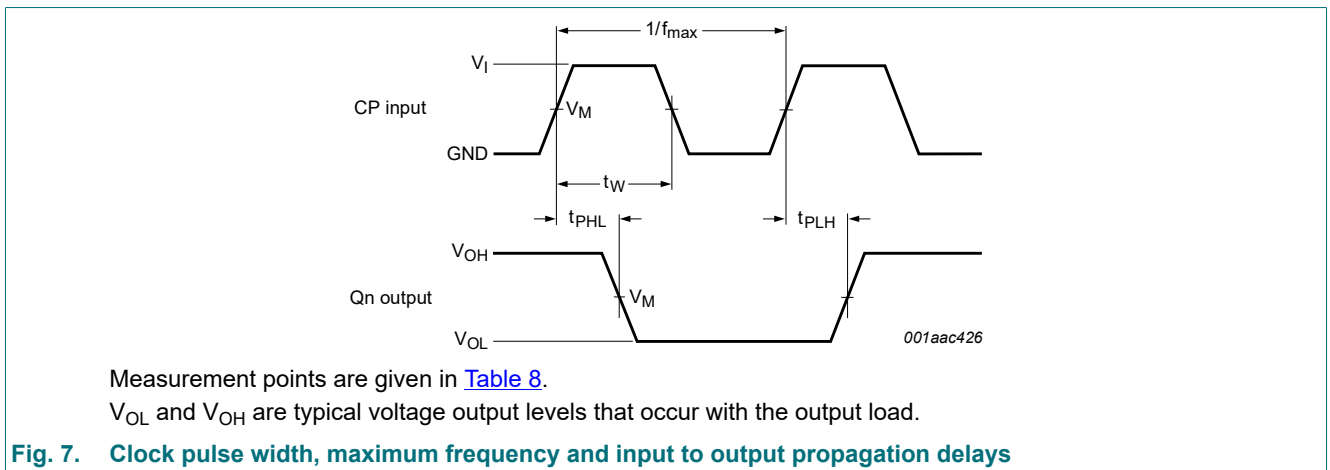 1/fmax
VI
CP input
VM
GND
tW
tPHL
tPLH
VOH
Qn output
VM
VOL
001aac426
Measurement points are given in Table 8.
VOL and VOH are typical voltage output levels that occur with the output load.
Fig. 7. Clock pulse width, maximum frequency and input to output propagation delays